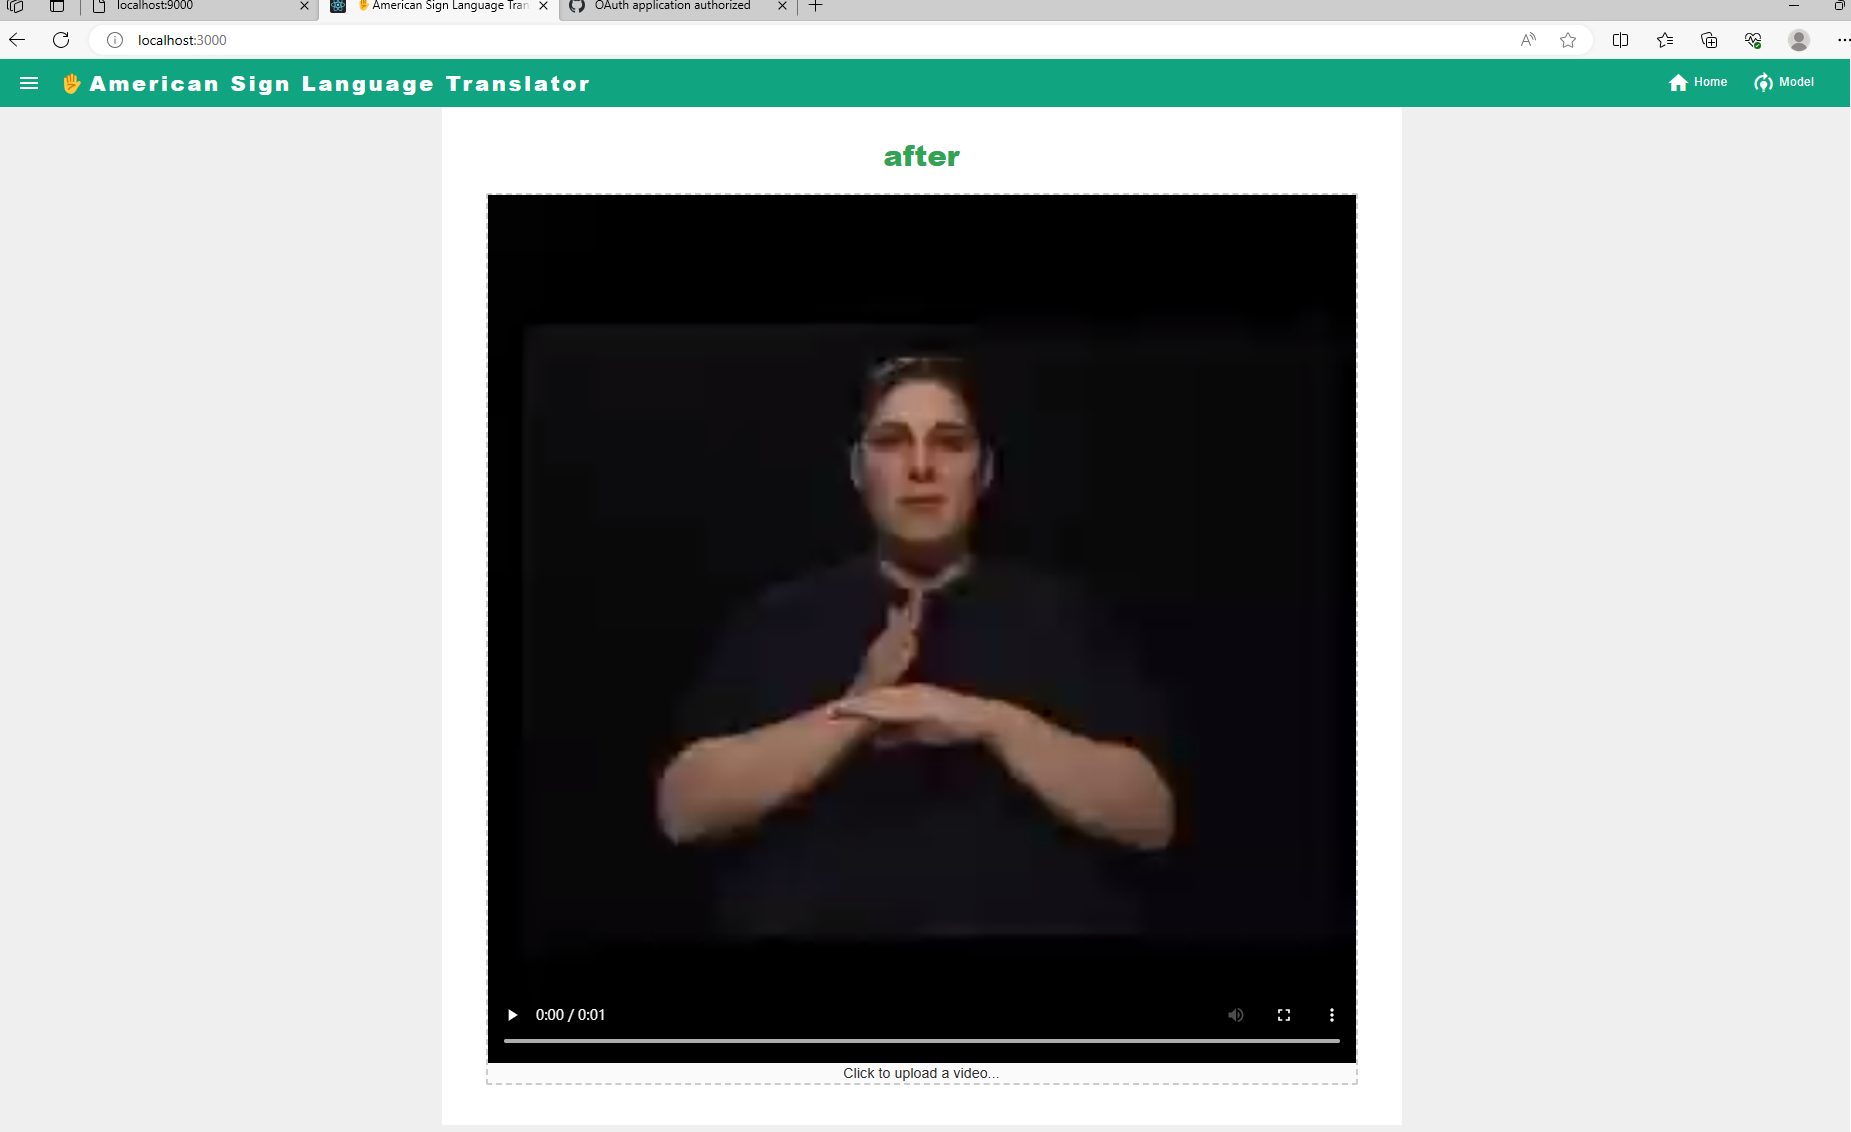 localhost:9000
American Sign Language Tran
OAuth application authorized
localhost:3000
American Sign Language Translator
Home
Model
after
0:00 / 0:01
Click to upload a video...